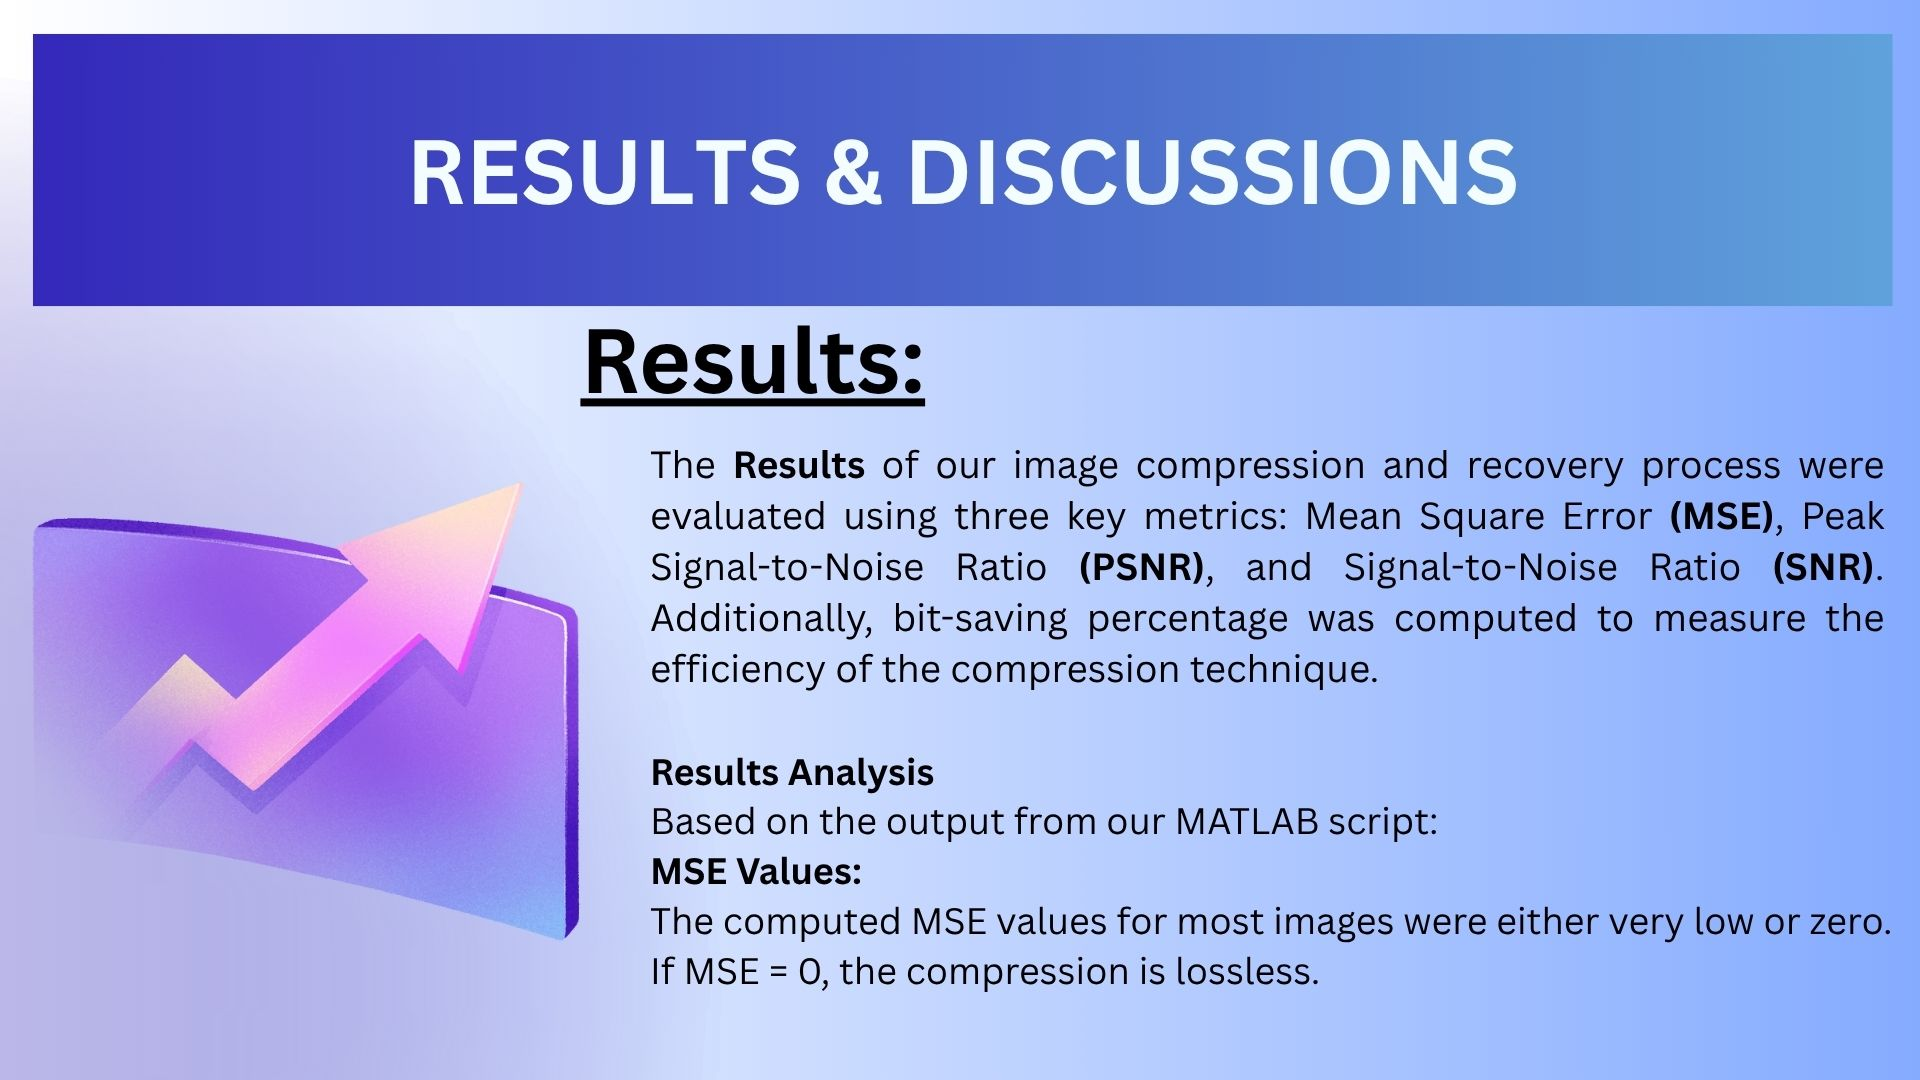 RESULTS & DISCUSSIONS
Results:
The Results of our image compression and recovery process were
evaluated using three key metrics: Mean Square Error (MSE), Peak
Signal-to-Noise Ratio (PSNR), and Signal-to-Noise Ratio (SNR).
Additionally, bit-saving percentage was computed to measure the
efficiency of the compression technique.
Results Analysis
Based on the output from our MATLAB script:
MSE Values:
The computed MSE values for most images were either very low or zero.
If MSE = 0, the compression is lossless.